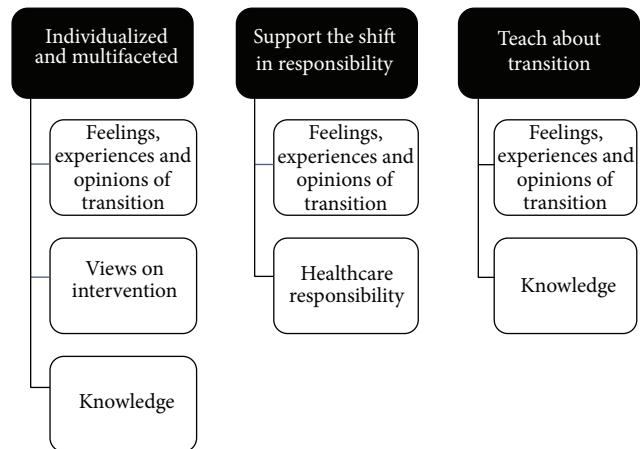 Individualized
and multifaceted
Feelings,
experiences and
opinions of
transition
Views on
intervention
Knowledge
Support the shift
in responsibility
Feelings,
experiences and
opinions of
transition
Healthcare
responsibility
Teach about
transition
Feelings,
experiences and
opinions of
transition
Knowledge